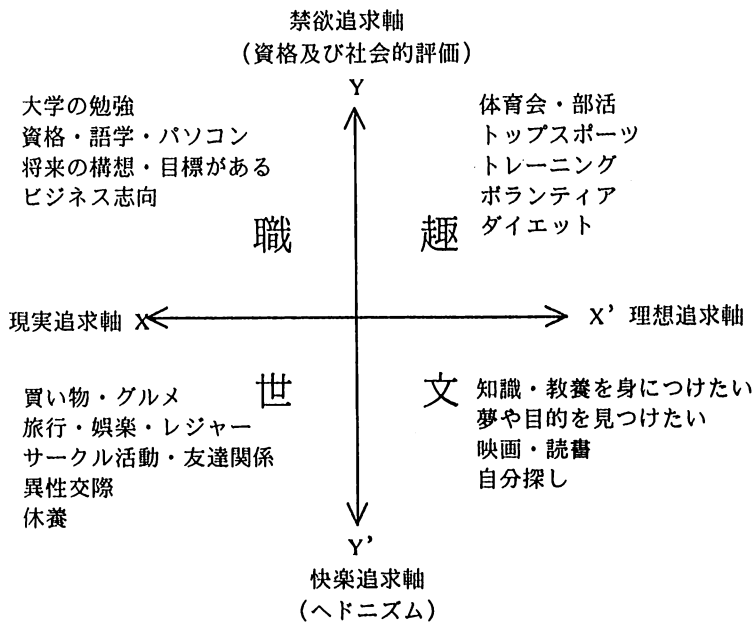 禁欲追求軸
(資格及び社会的評価)
Y
大学の勉強
資格・語学・パソコン
将来の構想・目標がある
ビジネス志向
職
体育会・部活
トップスポーツ
トレーニング
ボランティア
ダイエット
趣
現実追求軸 X
X' 理想追求軸
買い物・グルメ
旅行・娯楽・レジャー
サークル活動・友達関係
異性交際
休養
世
文
知識・教養を身につけたい
夢や目的を見つけたい
映画・読書
自分探し
Y'
快楽追求軸
(ヘドニズム)